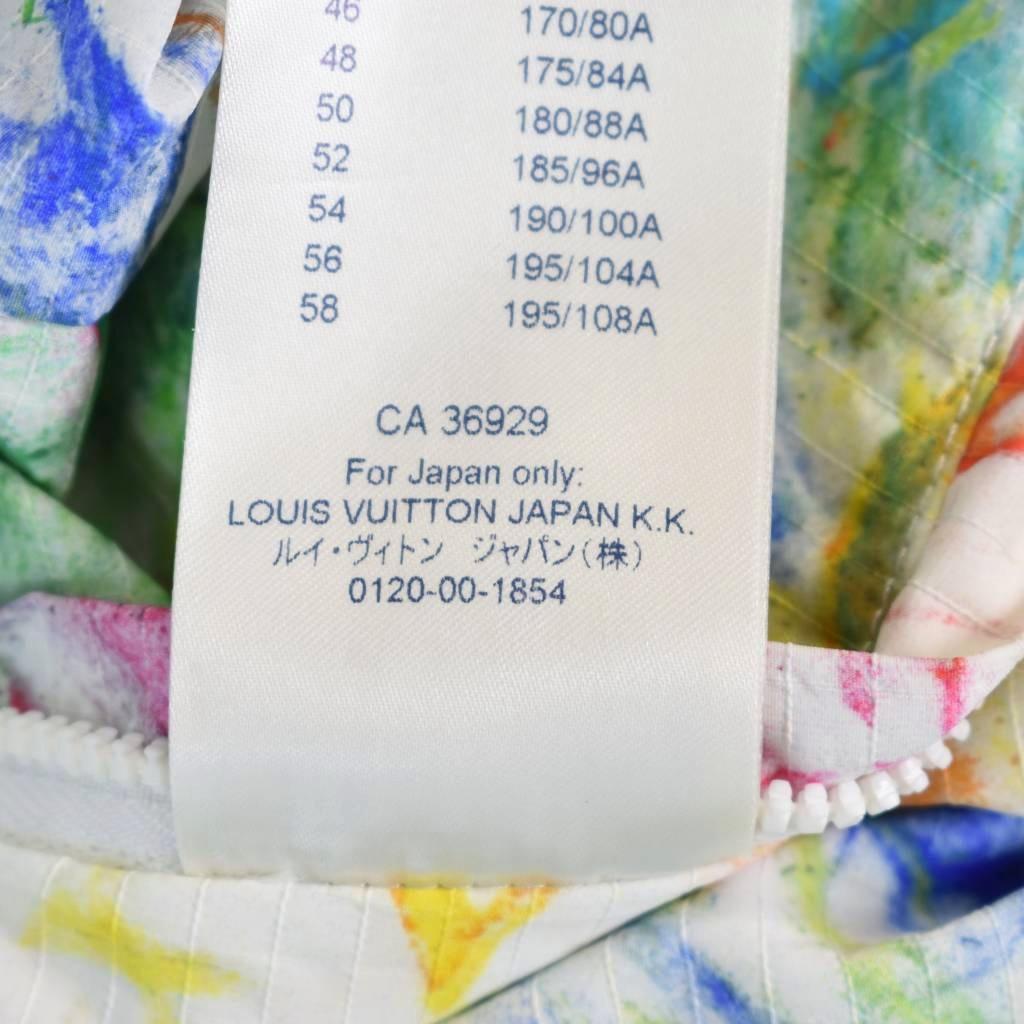 46 170/80A
48 175/84A
50 180/88A
52 185/96A
54 190/100A
56 195/104A
58 195/108A
CA 36929
For Japan only:
LOUIS VUITTON JAPAN K.K.
ルイ・ヴィトン ジャパン(株)
0120-00-1854